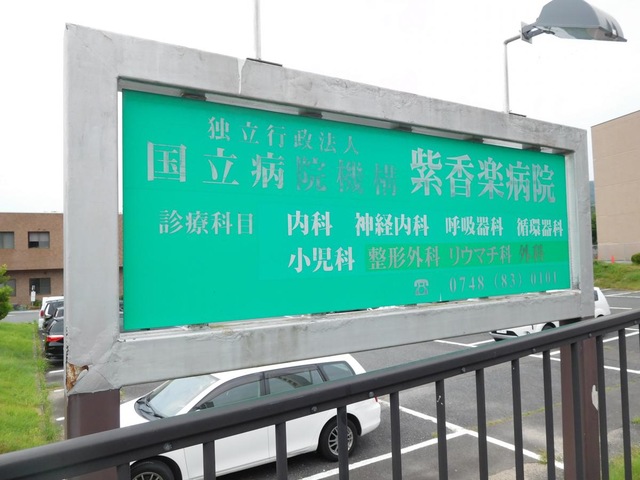 独立行政法人
国立病院機構 紫香楽病院
診療科目 内科 神経内科 呼吸器科 循環器科
小児科 整形外科 リウマチ科 外科
☎ 0748 (83) 0101